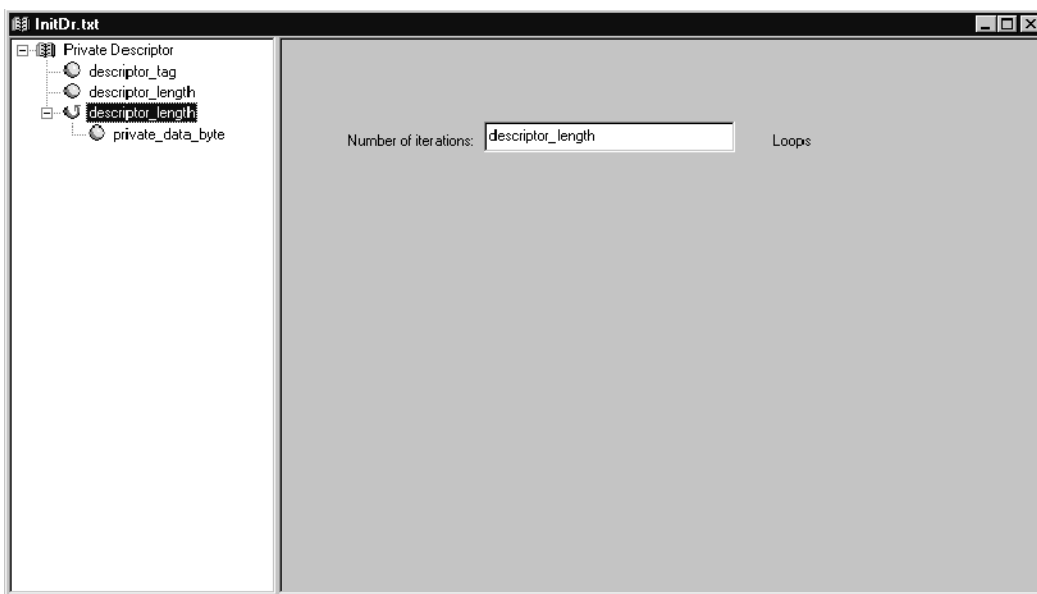 InitDr.txt
Private Descriptor
descriptor_tag
descriptor_length
descriptor_length
private_data_byte
Number of iterations: descriptor_length Loops